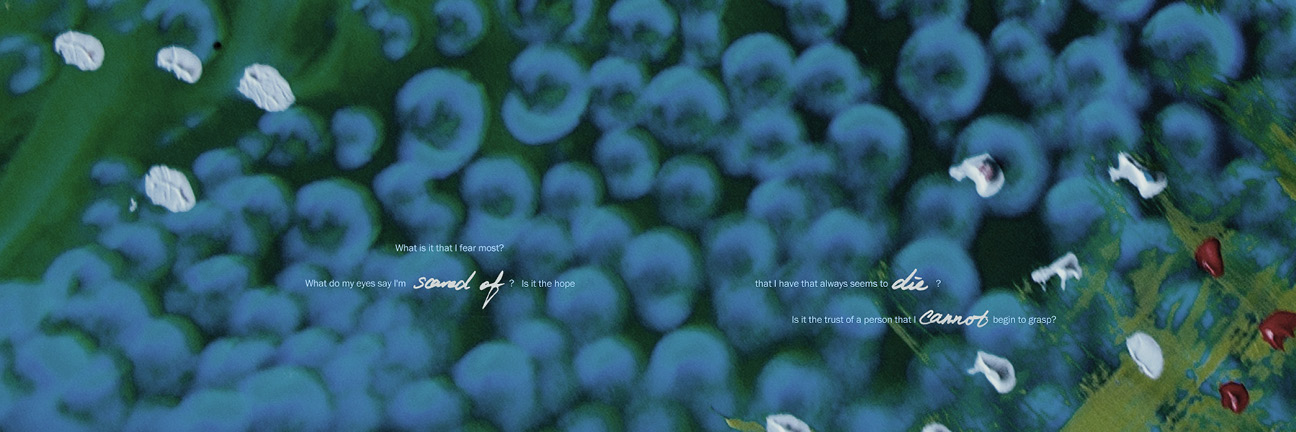 What is it that I fear most?
What do my eyes say I'm scared of ? Is it the hope that I have that always seems to die ?
Is it the trust of a person that I cannot begin to grasp?